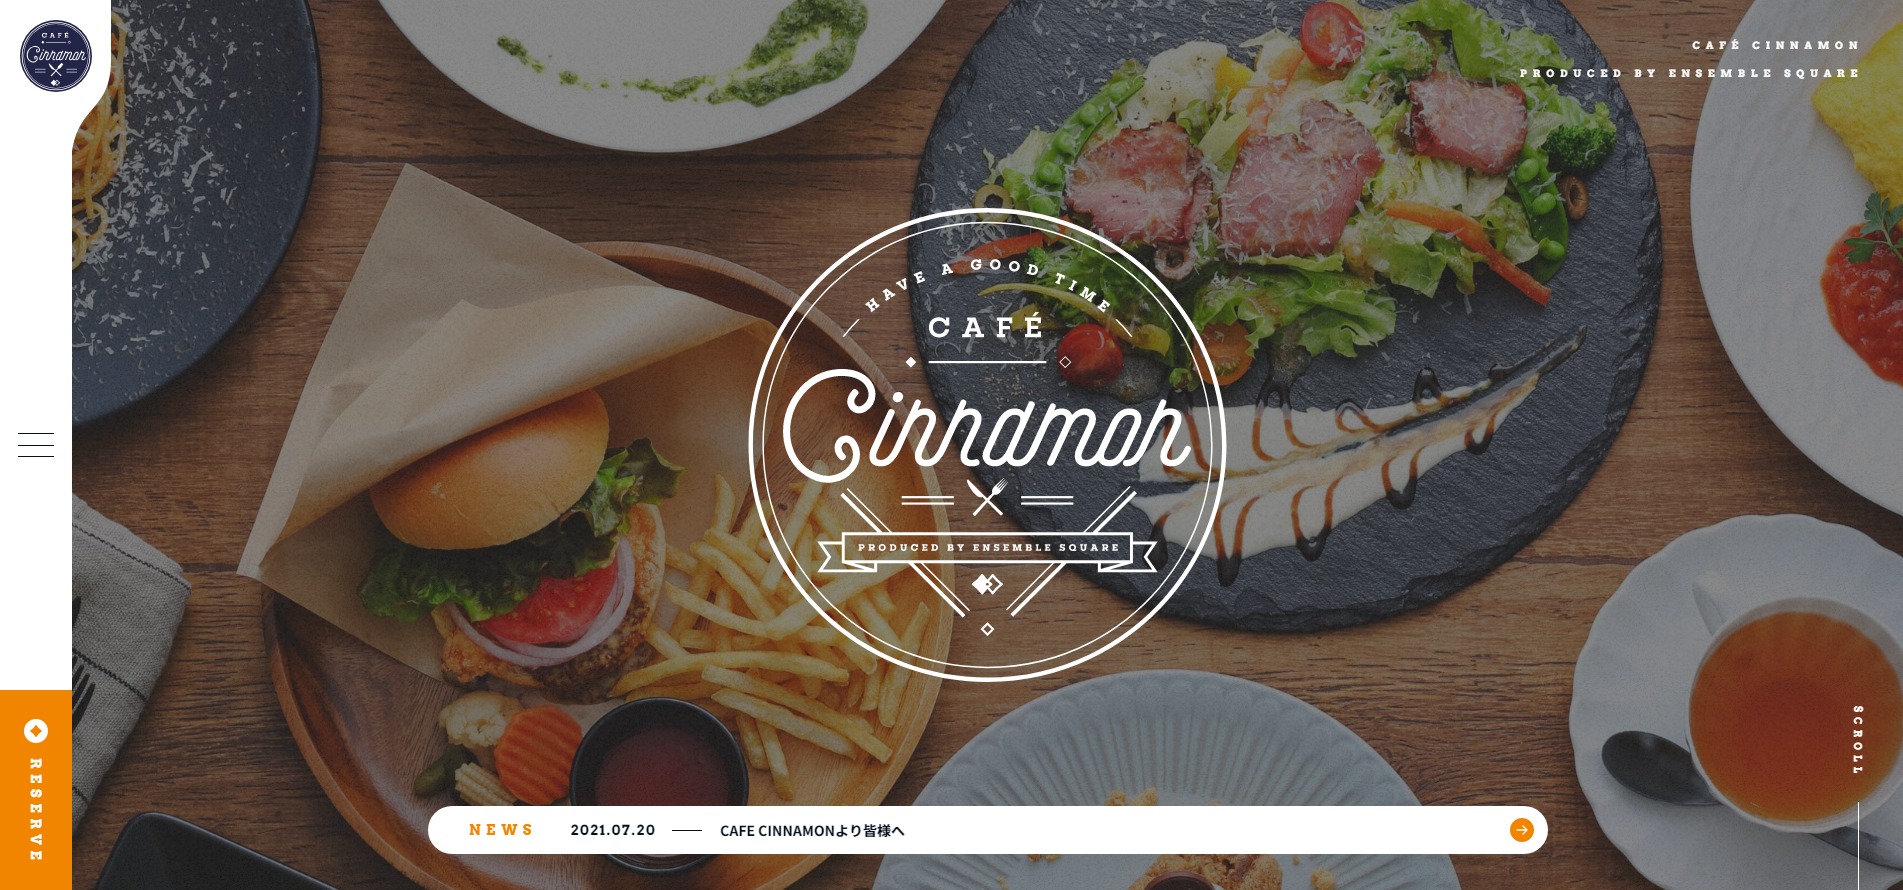 CAFÉ
Cinnamon
CAFÉ CINNAMON
PRODUCED BY ENSEMBLE SQUARE
HAVE A GOOD TIME
CAFÉ
Cinnamon
PRODUCED BY ENSEMBLE SQUARE
SCROLL
RESERVE
NEWS 2021.07.20 CAFE CINNAMONより皆様へ